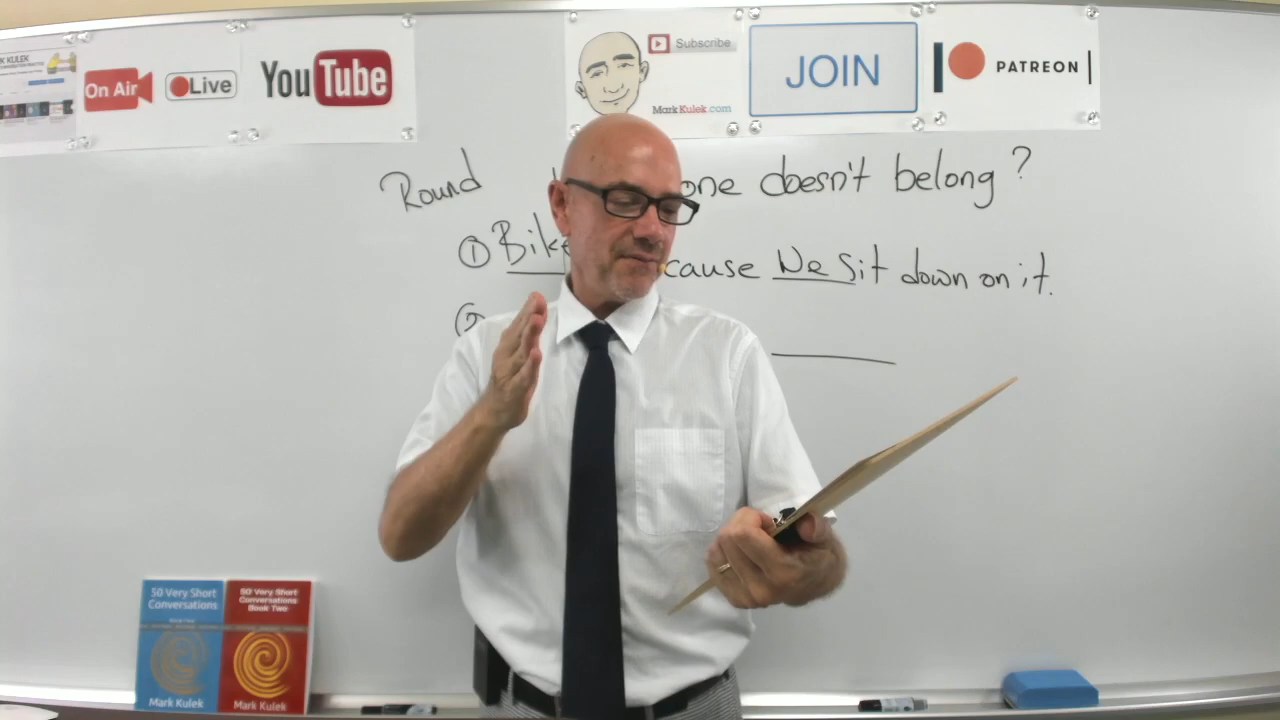 On Air
Live
YouTube
Subscribe
MarkKulek.com
JOIN
PATREON
Round one doesn't belong?
① Bike cause We Sit down on it.
②
50 Very Short
Conversations
Mark Kulek
50 Very Short
Conversations
Book Two
Mark Kulek